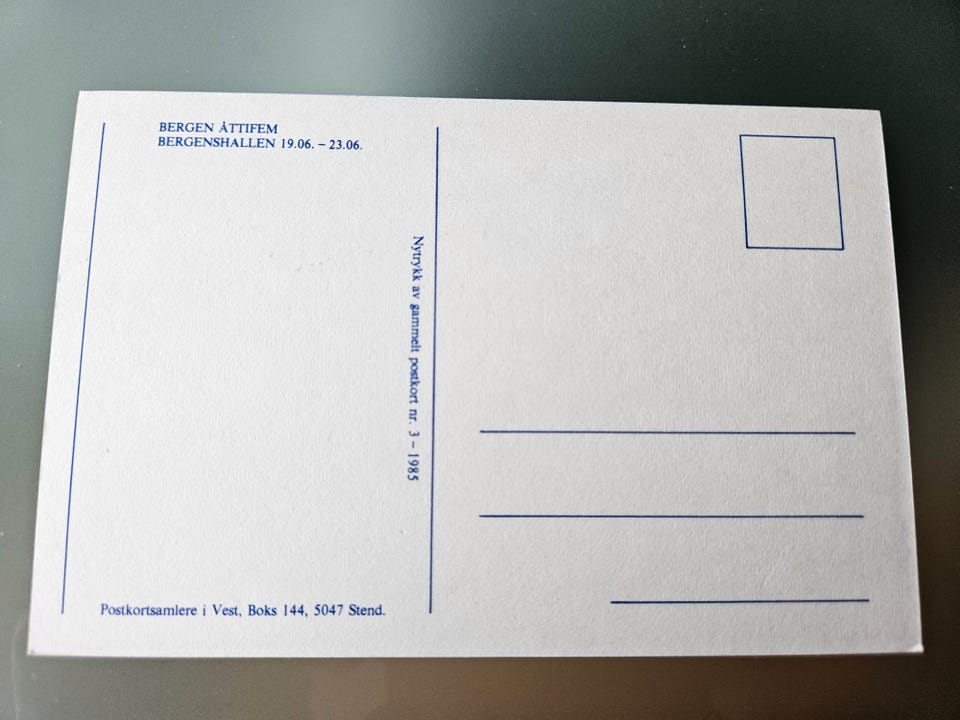 BERGEN ÅTTIFEM
BERGENSHALLEN 19.06. – 23.06.
Nytrykk av gammelt postkort nr. 3 – 1985
Postkortsamlere i Vest, Boks 144, 5047 Stend.